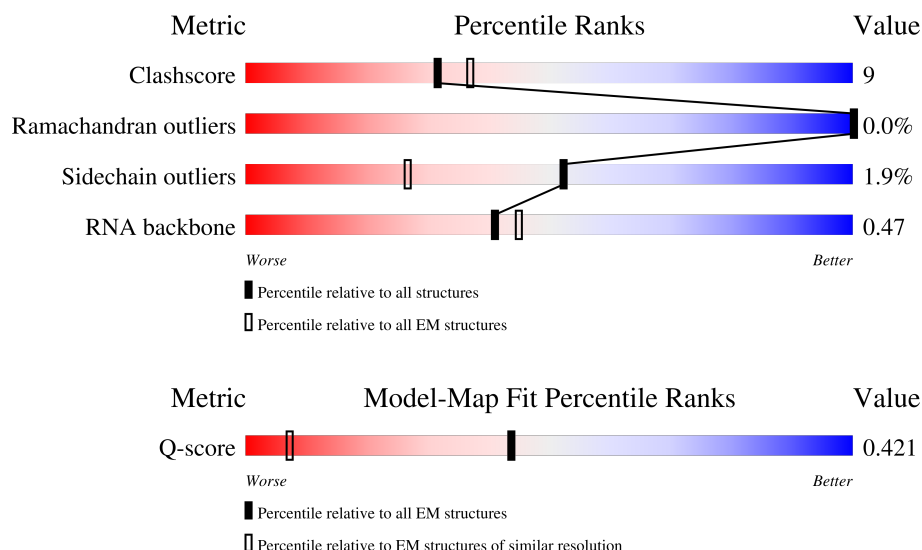 Metric Percentile Ranks Value
Clashscore 9
Ramachandran outliers 0.0%
Sidechain outliers 1.9%
RNA backbone 0.47
Worse Better
Percentile relative to all structures
Percentile relative to all EM structures
Metric Model-Map Fit Percentile Ranks Value
Q-score 0.421
Worse Better
Percentile relative to all EM structures
Percentile relative to EM structures of similar resolution